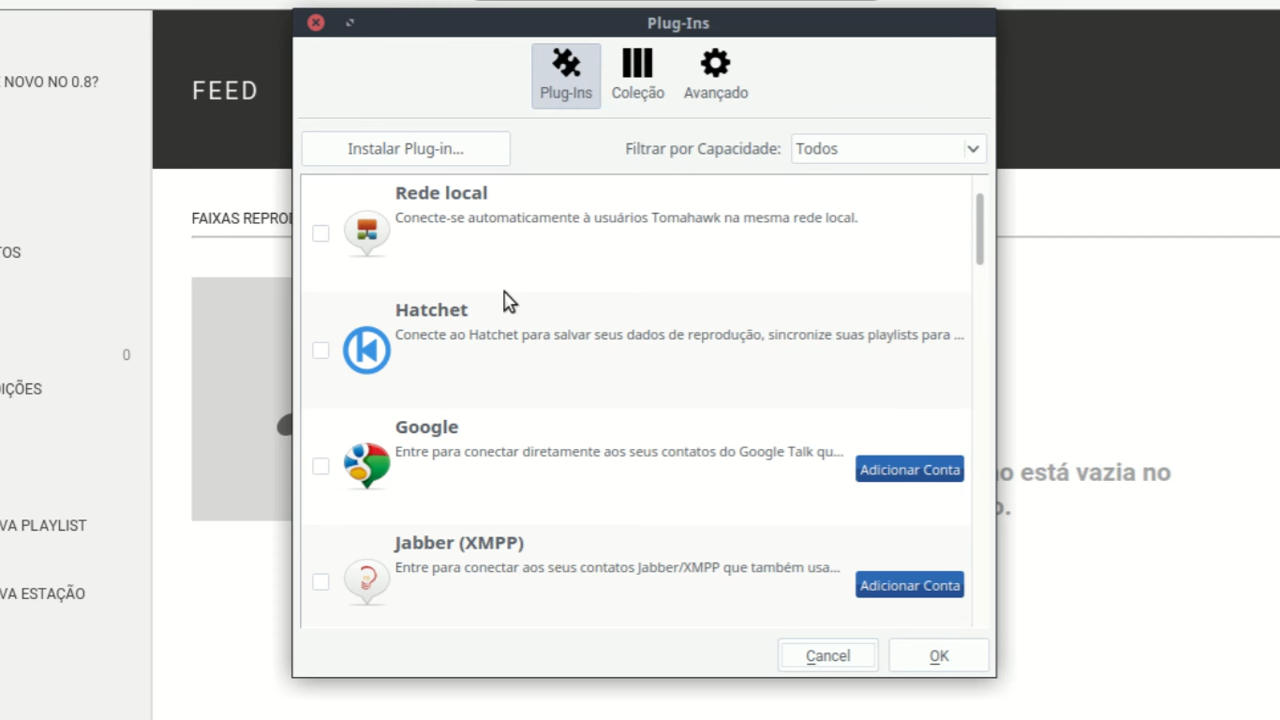 Plug-Ins
Plug-Ins
Coleção
Avançado
Instalar Plug-in...
Filtrar por Capacidade:
Todos
Rede local
Conecte-se automaticamente à usuários Tomahawk na mesma rede local.
Hatchet
Conecte ao Hatchet para salvar seus dados de reprodução, sincronize suas playlists para ...
Google
Entre para conectar diretamente aos seus contatos do Google Talk qu...
Adicionar Conta
Jabber (XMPP)
Entre para conectar aos seus contatos Jabber/XMPP que também usa...
Adicionar Conta
Cancel
OK
NOVO NO 0.8?
FEED
FAIXAS REPROD
TOS
0
IÇÕES
VA PLAYLIST
VA ESTAÇÃO
o está vazia no
o.